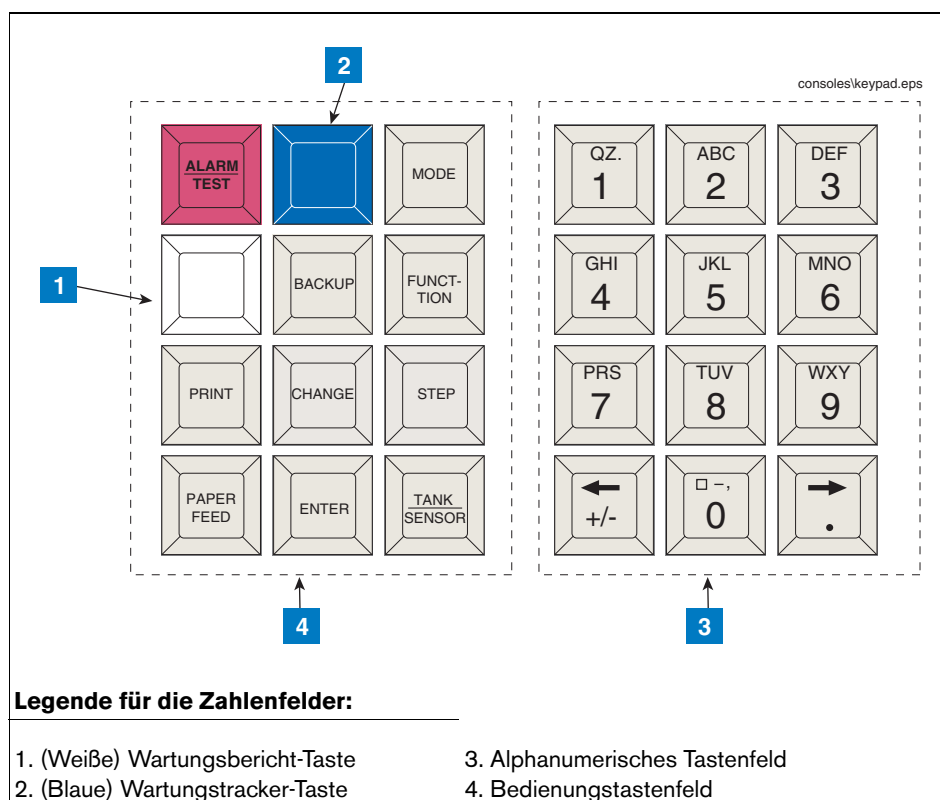 2
consoles\keypad.eps
ALARM
TEST
MODE
QZ.
1
ABC
2
DEF
3
1
BACKUP
FUNCT-
TION
GHI
4
JKL
5
MNO
6
PRINT
CHANGE
STEP
PRS
7
TUV
8
WXY
9
PAPER
FEED
ENTER
TANK
SENSOR
+/-
–,
0
.
4
3
Legende für die Zahlenfelder:
1. (Weiße) Wartungsbericht-Taste
2. (Blaue) Wartungstracker-Taste
3. Alphanumerisches Tastenfeld
4. Bedienungstastenfeld